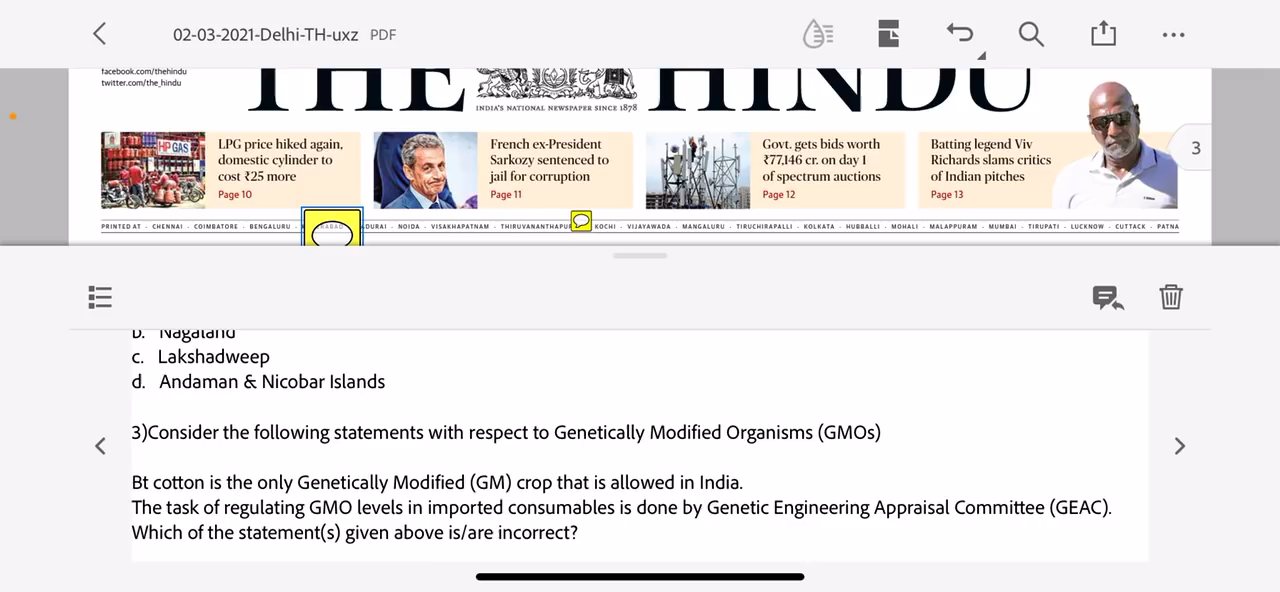 02-03-2021-Delhi-TH-uxz PDF
facebook.com/thehindu
twitter.com/the_hindu
THE HINDU
INDIA'S NATIONAL NEWSPAPER SINCE 1878
HP GAS
LPG price hiked again,
domestic cylinder to
cost ₹25 more
Page 10
French ex-President
Sarkozy sentenced to
jail for corruption
Page 11
Govt. gets bids worth
₹77,146 cr. on day 1
of spectrum auctions
Page 12
Batting legend Viv
Richards slams critics
of Indian pitches
Page 13
3
PRINTED AT • CHENNAI • COIMBATORE • BENGALURU • RABAD ADURAI • NOIDA • VISAKHAPATNAM • THIRUVANANTHAPUR KOCHI • VIJAYAWADA • MANGALURU • TIRUCHIRAPALLI • KOLKATA • HUBBALLI • MOHALI • MALAPPURAM • MUMBAI • TIRUPATI • LUCKNOW • CUTTACK • PATNA
b. Nagaland
c. Lakshadweep
d. Andaman & Nicobar Islands
3)Consider the following statements with respect to Genetically Modified Organisms (GMOs)
Bt cotton is the only Genetically Modified (GM) crop that is allowed in India.
The task of regulating GMO levels in imported consumables is done by Genetic Engineering Appraisal Committee (GEAC).
Which of the statement(s) given above is/are incorrect?